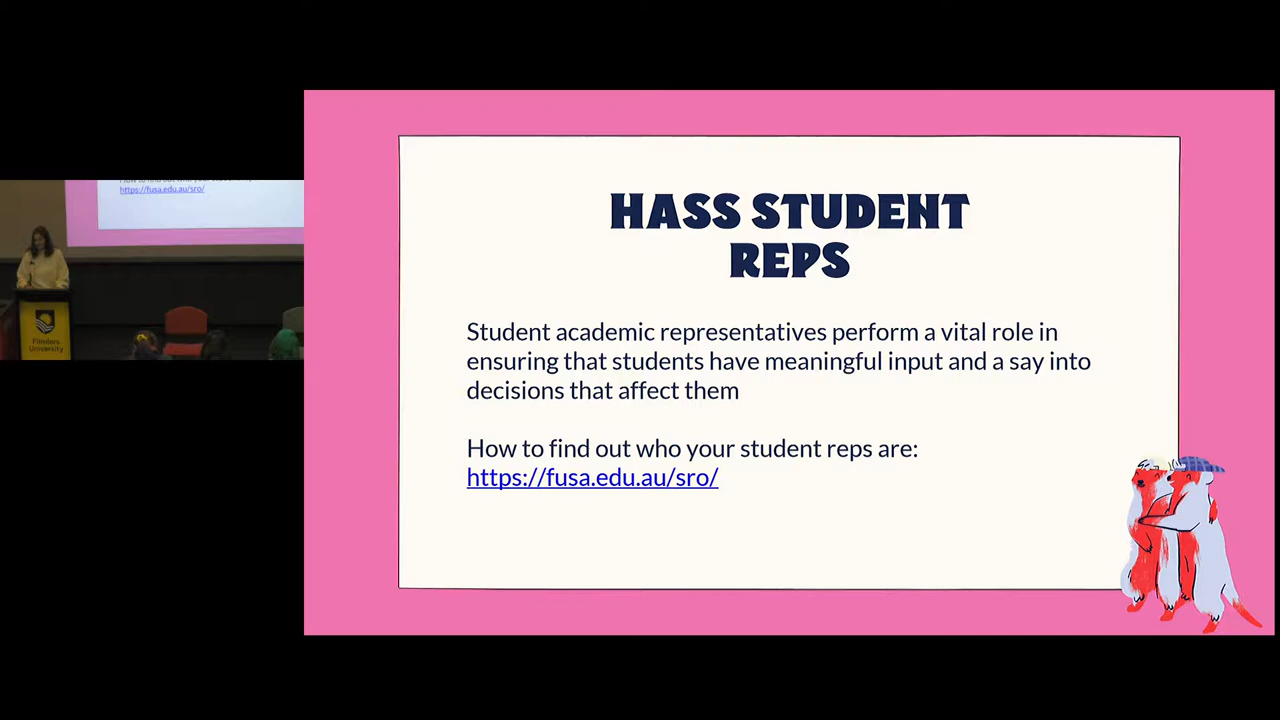 HASS STUDENT
REPS
Student academic representatives perform a vital role in
ensuring that students have meaningful input and a say into
decisions that affect them
How to find out who your student reps are:
https://fusa.edu.au/sro/
https://fusa.edu.au/sro/
Flinders
University